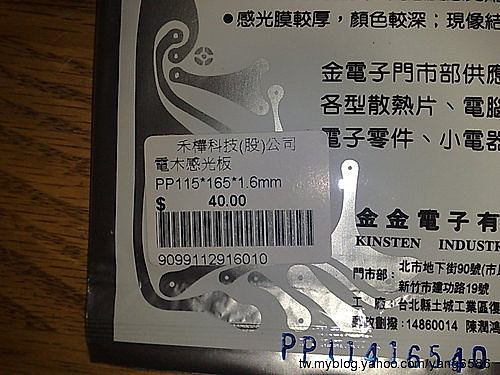 ●感光膜較厚，顏色較深；現像結
金電子門市部供應
各型散熱片、電腦
電子零件、小電器
禾樺科技(股)公司
電木感光板
PP115*165*1.6mm
$ 40.00
9099112916010
金金電子有
KINSTEN INDUSTR
門市部：北市地下街90號(市
新竹市建功路19號
工 廠：台北縣土城工業區復
郵政劃撥：14860014 陳潤鴻
PP11416540
tw.myblog.yahoo.com/yang6586